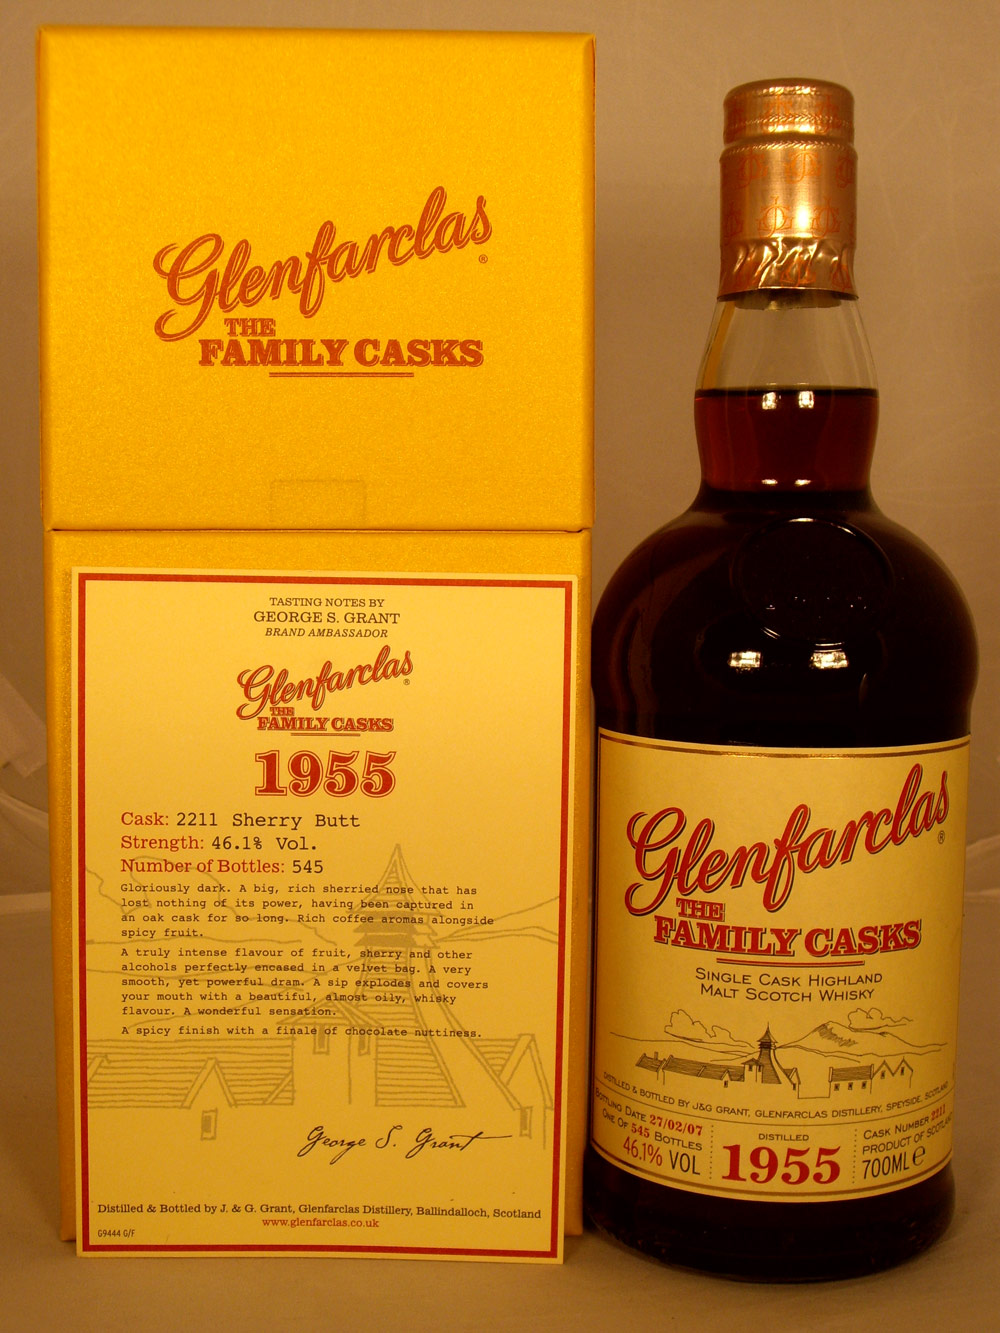 Glenfarclas ®
THE
FAMILY CASKS
TASTING NOTES BY
GEORGE S. GRANT
BRAND AMBASSADOR
Glenfarclas ®
THE
FAMILY CASKS
1955
Cask: 2211 Sherry Butt
Strength: 46.1% Vol.
Number of Bottles: 545
Gloriously dark. A big, rich sherried nose that has
lost nothing of its power, having been captured in
an oak cask for so long. Rich coffee aromas alongside
spicy fruit.
A truly intense flavour of fruit, sherry and other
alcohols perfectly encased in a velvet bag. A very
smooth, yet powerful dram. A sip explodes and covers
your mouth with a beautiful, almost oily, whisky
flavour. A wonderful sensation.
A spicy finish with a finale of chocolate nuttiness.
George S. Grant
Distilled & Bottled by J. & G. Grant, Glenfarclas Distillery, Ballindalloch, Scotland
www.glenfarclas.co.uk
G9444 G/F
Glenfarclas ®
THE
FAMILY CASKS
SINGLE CASK HIGHLAND
MALT SCOTCH WHISKY
DISTILLED & BOTTLED BY J&G GRANT, GLENFARCLAS DISTILLERY, SPEYSIDE, SCOTLAND
BOTTLING DATE 27/02/07
ONE OF 545 BOTTLES
46.1% VOL
DISTILLED
1955
CASK NUMBER 2211
PRODUCT OF SCOTLAND
700ML e